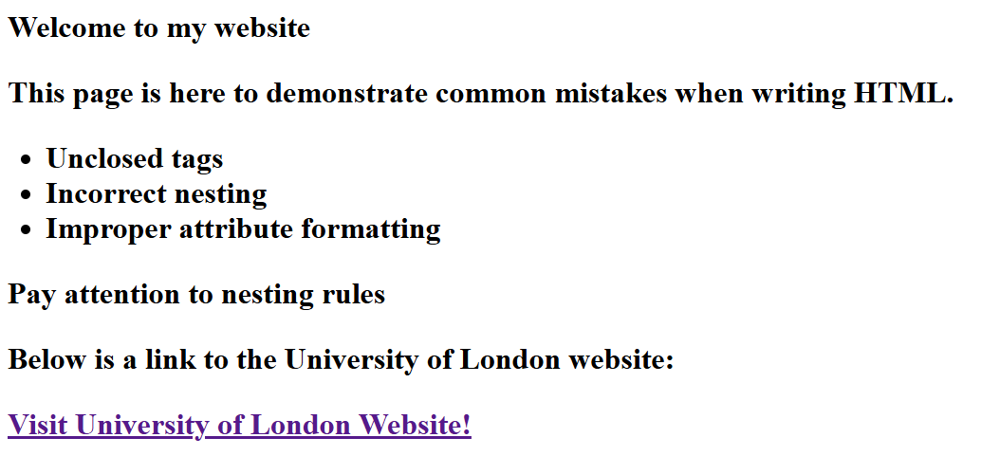 Welcome to my website
This page is here to demonstrate common mistakes when writing HTML.
Unclosed tags
Incorrect nesting
Improper attribute formatting
Pay attention to nesting rules
Below is a link to the University of London website:
Visit University of London Website!